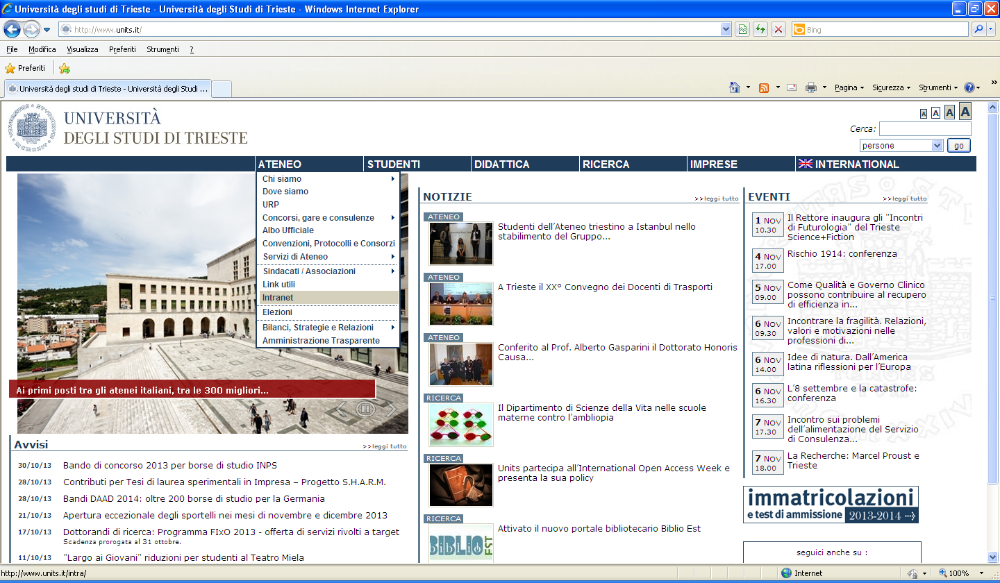 Università degli studi di Trieste - Università degli Studi di Trieste - Windows Internet Explorer
http://www.units.it/
Bing
File Modifica Visualizza Preferiti Strumenti ?
Preferiti
Università degli studi di Trieste - Università degli Studi ...
Pagina Sicurezza Strumenti
UNIVERSITÀ
DEGLI STUDI DI TRIESTE
A A A A
Cerca:
persone go
ATENEO STUDENTI DIDATTICA RICERCA IMPRESE INTERNATIONAL
Chi siamo
Dove siamo
URP
Concorsi, gare e consulenze
Albo Ufficiale
Convenzioni, Protocolli e Consorzi
Servizi di Ateneo
Sindacati / Associazioni
Link utili
Intranet
Elezioni
Bilanci, Strategie e Relazioni
Amministrazione Trasparente
Ai primi posti tra gli atenei italiani, tra le 300 migliori...
Avvisi >>leggi tutto
30/10/13 Bando di concorso 2013 per borse di studio INPS
28/10/13 Contributi per Tesi di laurea sperimentali in Impresa – Progetto S.H.A.R.M.
28/10/13 Bandi DAAD 2014: oltre 200 borse di studio per la Germania
21/10/13 Apertura eccezionale degli sportelli nei mesi di novembre e dicembre 2013
17/10/13 Dottorandi di ricerca: Programma FIxO 2013 - offerta di servizi rivolti a target
Scadenza prorogata al 31 ottobre.
11/10/13 "Largo ai Giovani" riduzioni per studenti al Teatro Miela
NOTIZIE >>leggi tutto
ATENEO
Studenti dell'Ateneo triestino a Istanbul nello
stabilimento del Gruppo...
ATENEO
A Trieste il XX° Convegno dei Docenti di Trasporti
ATENEO
Conferito al Prof. Alberto Gasparini il Dottorato Honoris
Causa...
RICERCA
Il Dipartimento di Scienze della Vita nelle scuole
materne contro l'ambliopia
RICERCA
Units partecipa all'International Open Access Week e
presenta la sua policy
RICERCA
Attivato il nuovo portale bibliotecario Biblio Est
BIBLIO EST
EVENTI >>leggi tutto
1 NOV
10.30
Il Rettore inaugura gli "Incontri
di Futurologia" del Trieste
Science+Fiction
4 NOV
17.00
Rischio 1914: conferenza
5 NOV
09.00
Come Qualità e Governo Clinico
possono contribuire al recupero
di efficienza in...
6 NOV
09.30
Incontrare la fragilità. Relazioni,
valori e motivazioni nelle
professioni di...
6 NOV
14.00
Idee di natura. Dall'America
latina riflessioni per l'Europa
6 NOV
16.30
L'8 settembre e la catastrofe:
conferenza
7 NOV
17.30
Incontro sui problemi
dell'alimentazione del Servizio
di Consulenza...
7 NOV
18.00
La Recherche: Marcel Proust e
Trieste
immatricolazioni
e test di ammissione 2013-2014
seguici anche su :
http://www.units.it/intra/
Internet
100%